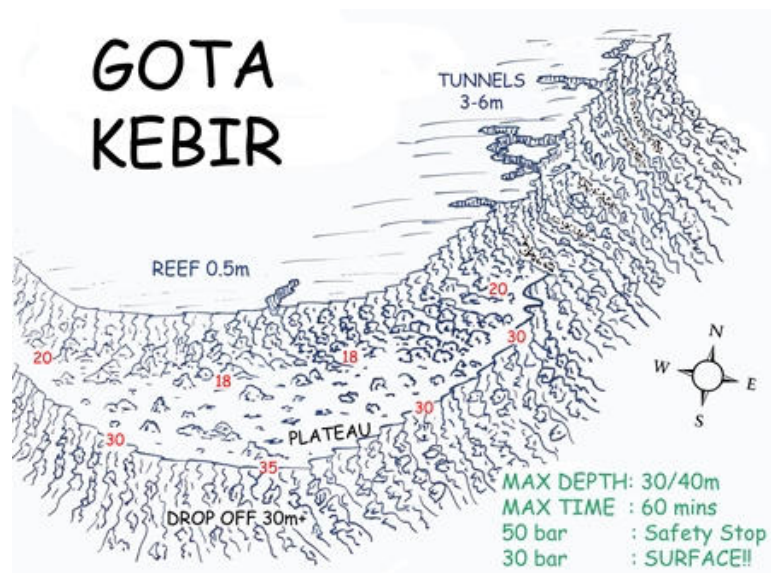 GOTA
KEBIR
TUNNELS
3-6m
REEF 0.5m
20
20
30
18
18
30
30
35
PLATEAU
DROP OFF 30m+
N
W
E
S
MAX DEPTH: 30/40m
MAX TIME : 60 mins
50 bar : Safety Stop
30 bar : SURFACE!!